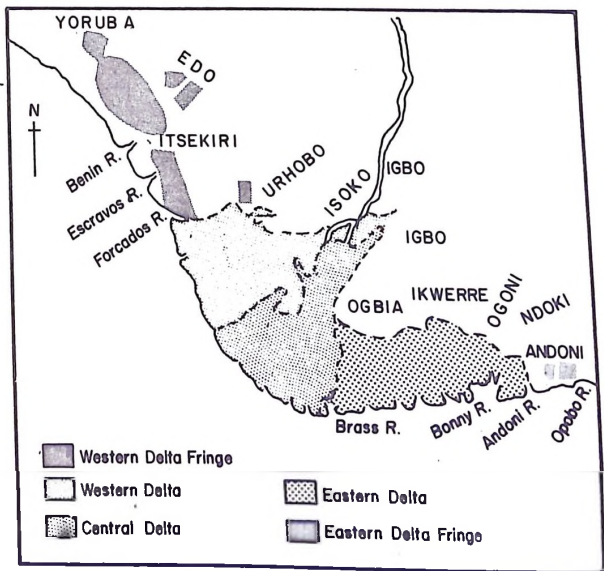 YORUBA
EDO
N
ITSEKIRI
Benin R.
URHOBO
ISOKO
IGBO
Escravos R.
Forcados R.
IGBO
OGBIA
IKWERRE
OGONI
NDOKI
ANDONI
Brass R.
Bonny R.
Andoni R.
Opobo R.
Western Delta Fringe
Western Delta
Eastern Delta
Central Delta
Eastern Delta Fringe